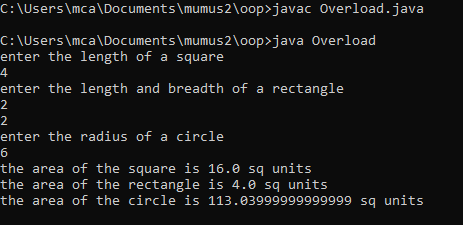 C:\Users\mca\Documents\mumus2\oop>javac Overload.java
C:\Users\mca\Documents\mumus2\oop>java Overload
enter the length of a square
4
enter the length and breadth of a rectangle
2
2
enter the radius of a circle
6
the area of the square is 16.0 sq units
the area of the rectangle is 4.0 sq units
the area of the circle is 113.03999999999999 sq units